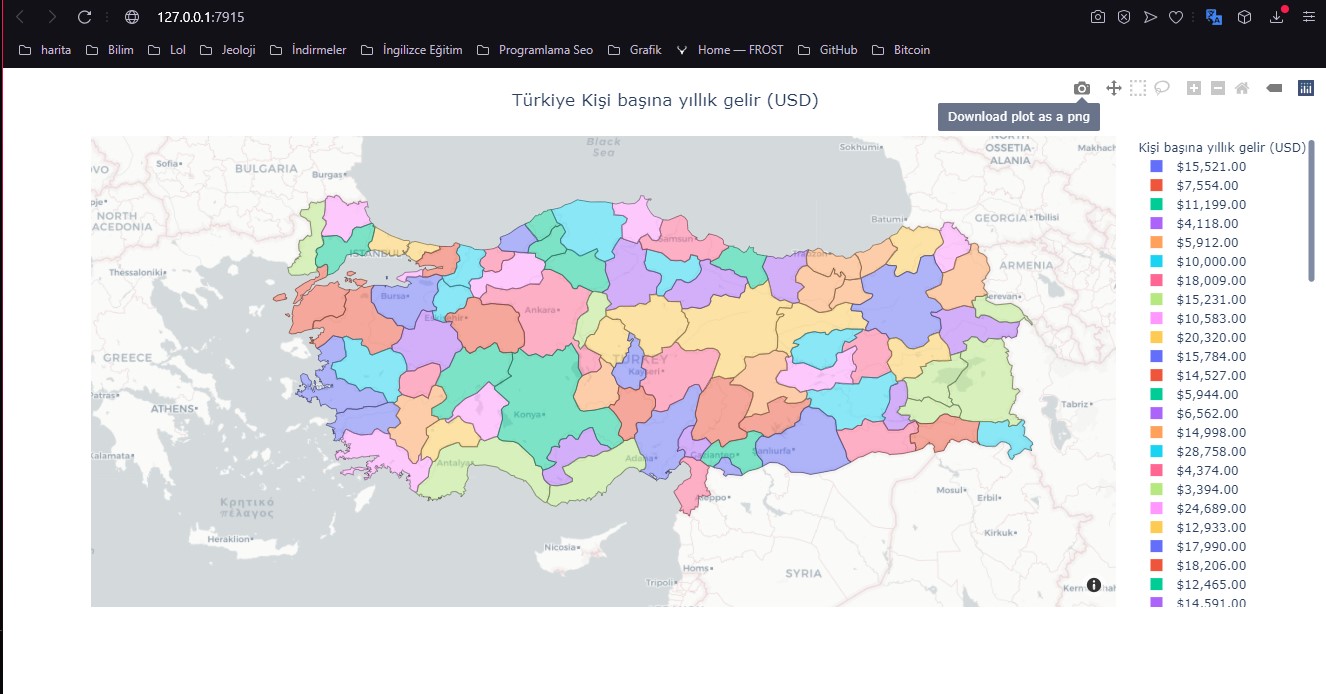 127.0.0.1:7915
harita Bilim Lol Jeoloji İndirmeler İngilizce Eğitim Programlama Seo Grafik Home — FROST GitHub Bitcoin
Türkiye Kişi başına yıllık gelir (USD)
Download plot as a png
Black
Sea
Sokhumi
NORTH
OSSETIA-
ALANIA
Makhach
OVO
Sofia
BULGARIA
Burgas
NORTH
ACEDONIA
Batumi
GEORGIA
Tbilisi
Samsun
ISTANBUL
Trabzon
ARMENIA
Thessaloniki
Yerevan
Bursa
Eskişehir
Ankara
GREECE
TÜRKEY
Kayseri
Patras
ATHENS
Konya
Tabriz
Kalamata
Antalya
Adana
Gaziantep
Şanlıurfa
Aleppo
Mosul
Erbil
Κρητικό
πέλαγος
Kirkuk
Heraklion
Nicosia
Homs
SYRIA
Tripoli
Kişi başına yıllık gelir (USD)
$15,521.00
$7,554.00
$11,199.00
$4,118.00
$5,912.00
$10,000.00
$18,009.00
$15,231.00
$10,583.00
$20,320.00
$15,784.00
$14,527.00
$5,944.00
$6,562.00
$14,998.00
$28,758.00
$4,374.00
$3,394.00
$24,689.00
$12,933.00
$17,990.00
$18,206.00
$12,465.00
$14,591.00